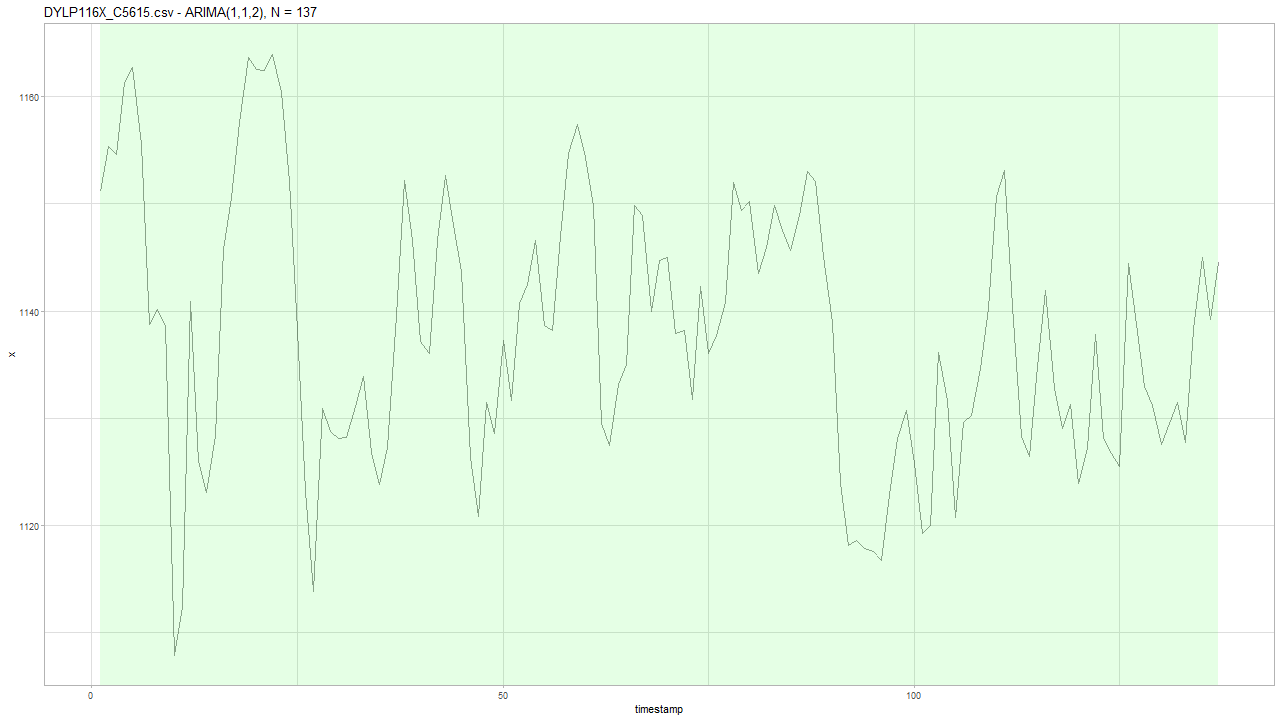 DYLP116X_C5615.csv - ARIMA(1,1,2), N = 137
1160
1140
x
1120
0
50
100
timestamp